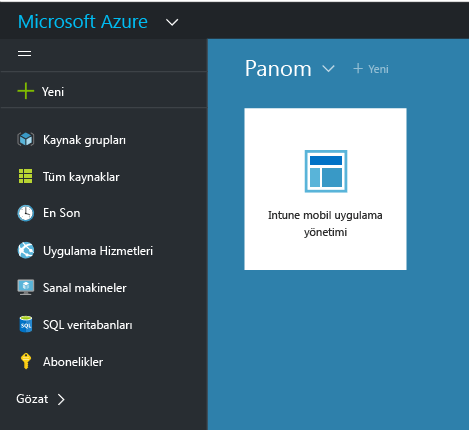 Microsoft Azure
Yeni
Kaynak grupları
Tüm kaynaklar
En Son
Uygulama Hizmetleri
Sanal makineler
SQL
SQL veritabanları
Abonelikler
Gözat
Panom
Yeni
Intune mobil uygulama
yönetimi